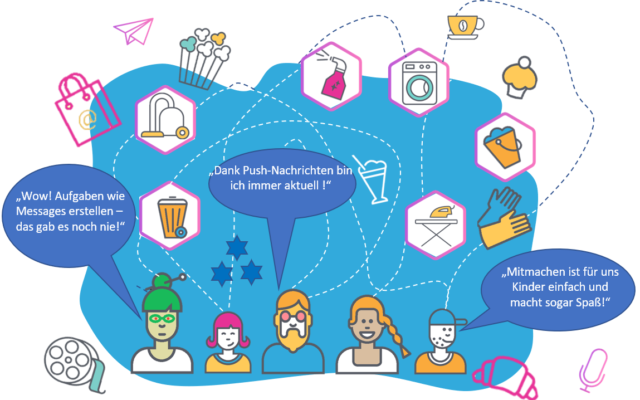 „Dank Push-Nachrichten bin
ich immer aktuell !“
„Wow! Aufgaben wie
Messages erstellen –
das gab es noch nie!“
„Mitmachen ist für uns
Kinder einfach und
macht sogar Spaß!“
@